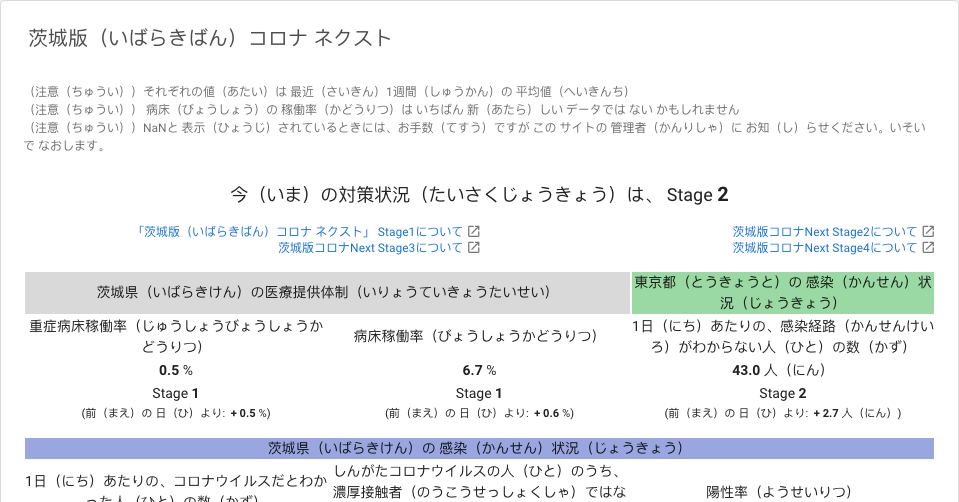 茨城版（いばらきばん）コロナ ネクスト
（注意（ちゅうい））それぞれの値（あたい）は 最近（さいきん）1週間（しゅうかん）の 平均値（へいきんち）
（注意（ちゅうい）） 病床（びょうしょう）の 稼働率（かどうりつ）は いちばん 新（あたら）しい データでは ない かもしれません
（注意（ちゅうい））NaNと 表示（ひょうじ）されているときには、お手数（てすう）ですが この サイトの 管理者（かんりしゃ）に お知（し）らせください。いそい
で なおします。
今（いま）の対策状況（たいさくじょうきょう）は、 Stage 2
「茨城版（いばらきばん）コロナ ネクスト」 Stage1について
茨城版コロナNext Stage2について
茨城版コロナNext Stage3について
茨城版コロナNext Stage4について
茨城県（いばらきけん）の医療提供体制（いりょうていきょうたいせい）
東京都（とうきょうと）の 感染（かんせん）状
況（じょうきょう）
重症病床稼働率（じゅうしょうびょうしょうか
どうりつ）
0.5 %
Stage 1
(前（まえ）の 日（ひ）より: + 0.5 %)
病床稼働率（びょうしょうかどうりつ）
6.7 %
Stage 1
(前（まえ）の 日（ひ）より: + 0.6 %)
1日（にち）あたりの、感染経路（かんせんけい
ろ）がわからない人（ひと）の数（かず）
43.0 人（にん）
Stage 2
(前（まえ）の 日（ひ）より: + 2.7 人（にん）)
茨城県（いばらきけん）の 感染（かんせん）状況（じょうきょう）
1日（にち）あたりの、コロナウイルスだとわか
った人（ひと）の数（かず）
しんがたコロナウイルスの人（ひと）のうち、
濃厚接触者（のうこうせっしょくしゃ）ではな
陽性率（ようせいりつ）